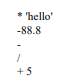 * 'hello'
-88.8
-
/
+ 5